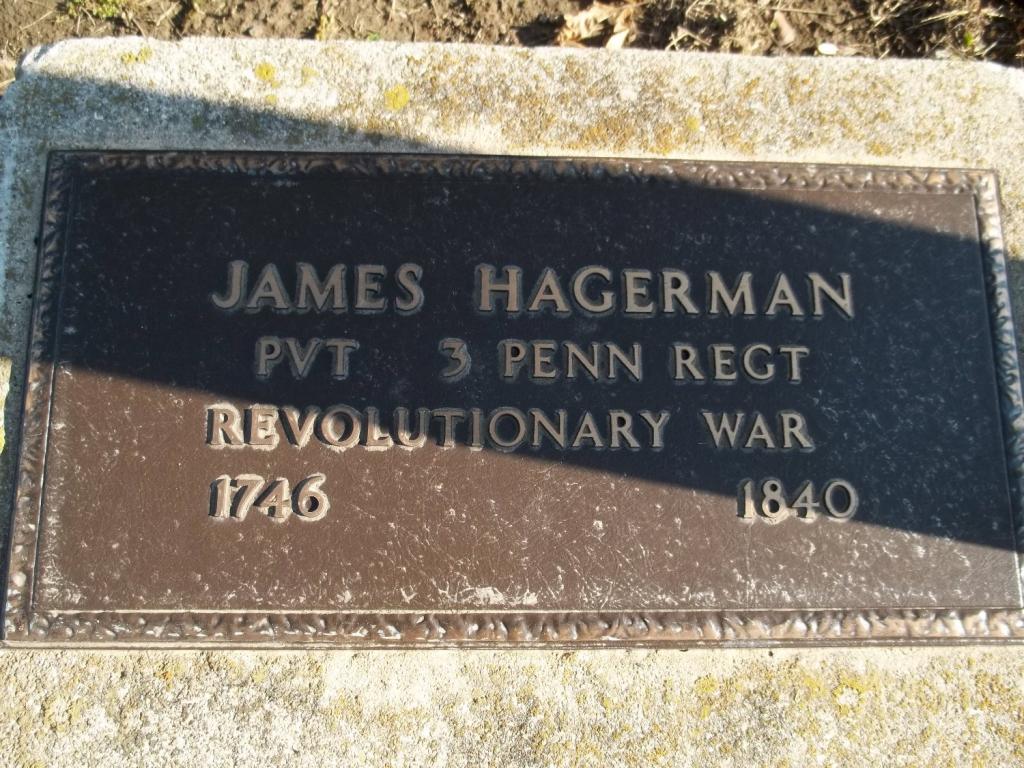 JAMES HAGERMAN
PVT 3 PENN REGT
REVOLUTIONARY WAR
1746 1840